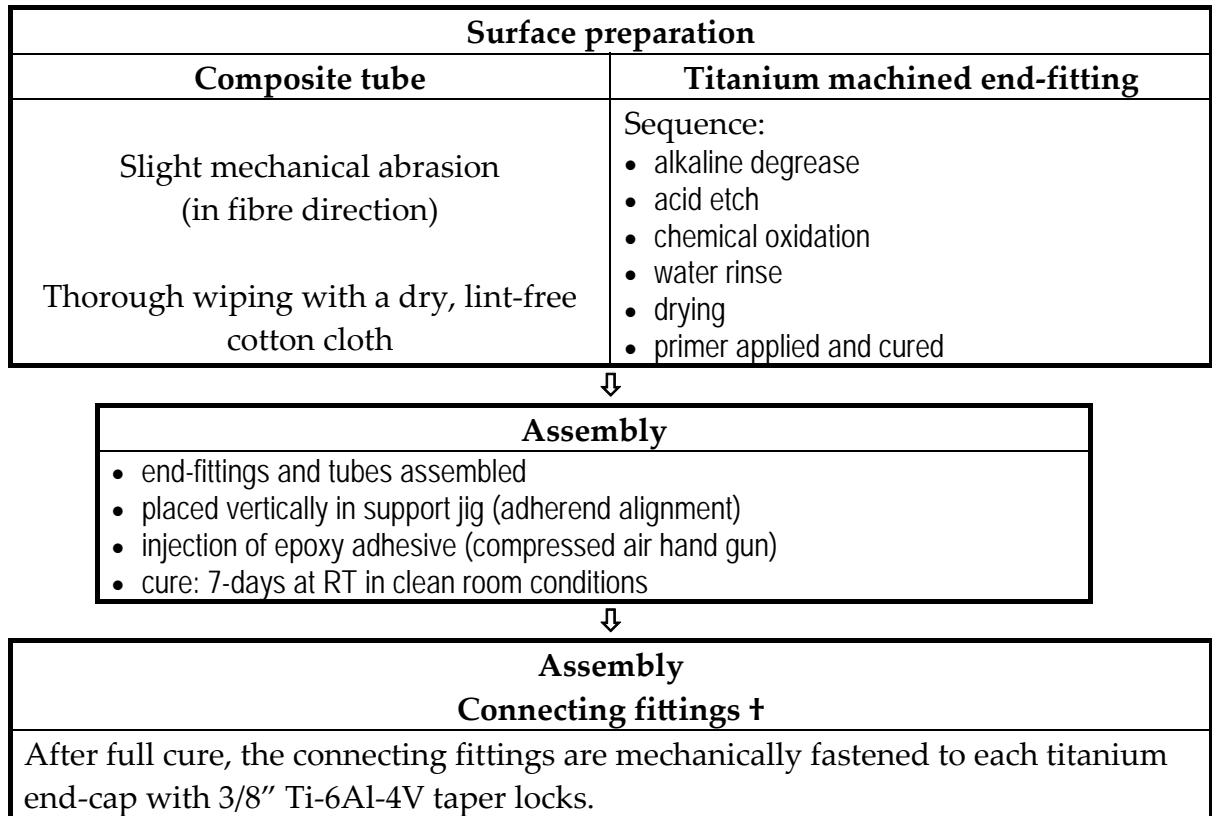 Surface preparation
Composite tube
Titanium machined end-fitting
Slight mechanical abrasion
(in fibre direction)
Thorough wiping with a dry, lint-free
cotton cloth
Sequence:
• alkaline degrease
• acid etch
• chemical oxidation
• water rinse
• drying
• primer applied and cured
⇩
Assembly
• end-fittings and tubes assembled
• placed vertically in support jig (adherend alignment)
• injection of epoxy adhesive (compressed air hand gun)
• cure: 7-days at RT in clean room conditions
⇩
Assembly
Connecting fittings †
After full cure, the connecting fittings are mechanically fastened to each titanium
end-cap with 3/8” Ti-6Al-4V taper locks.